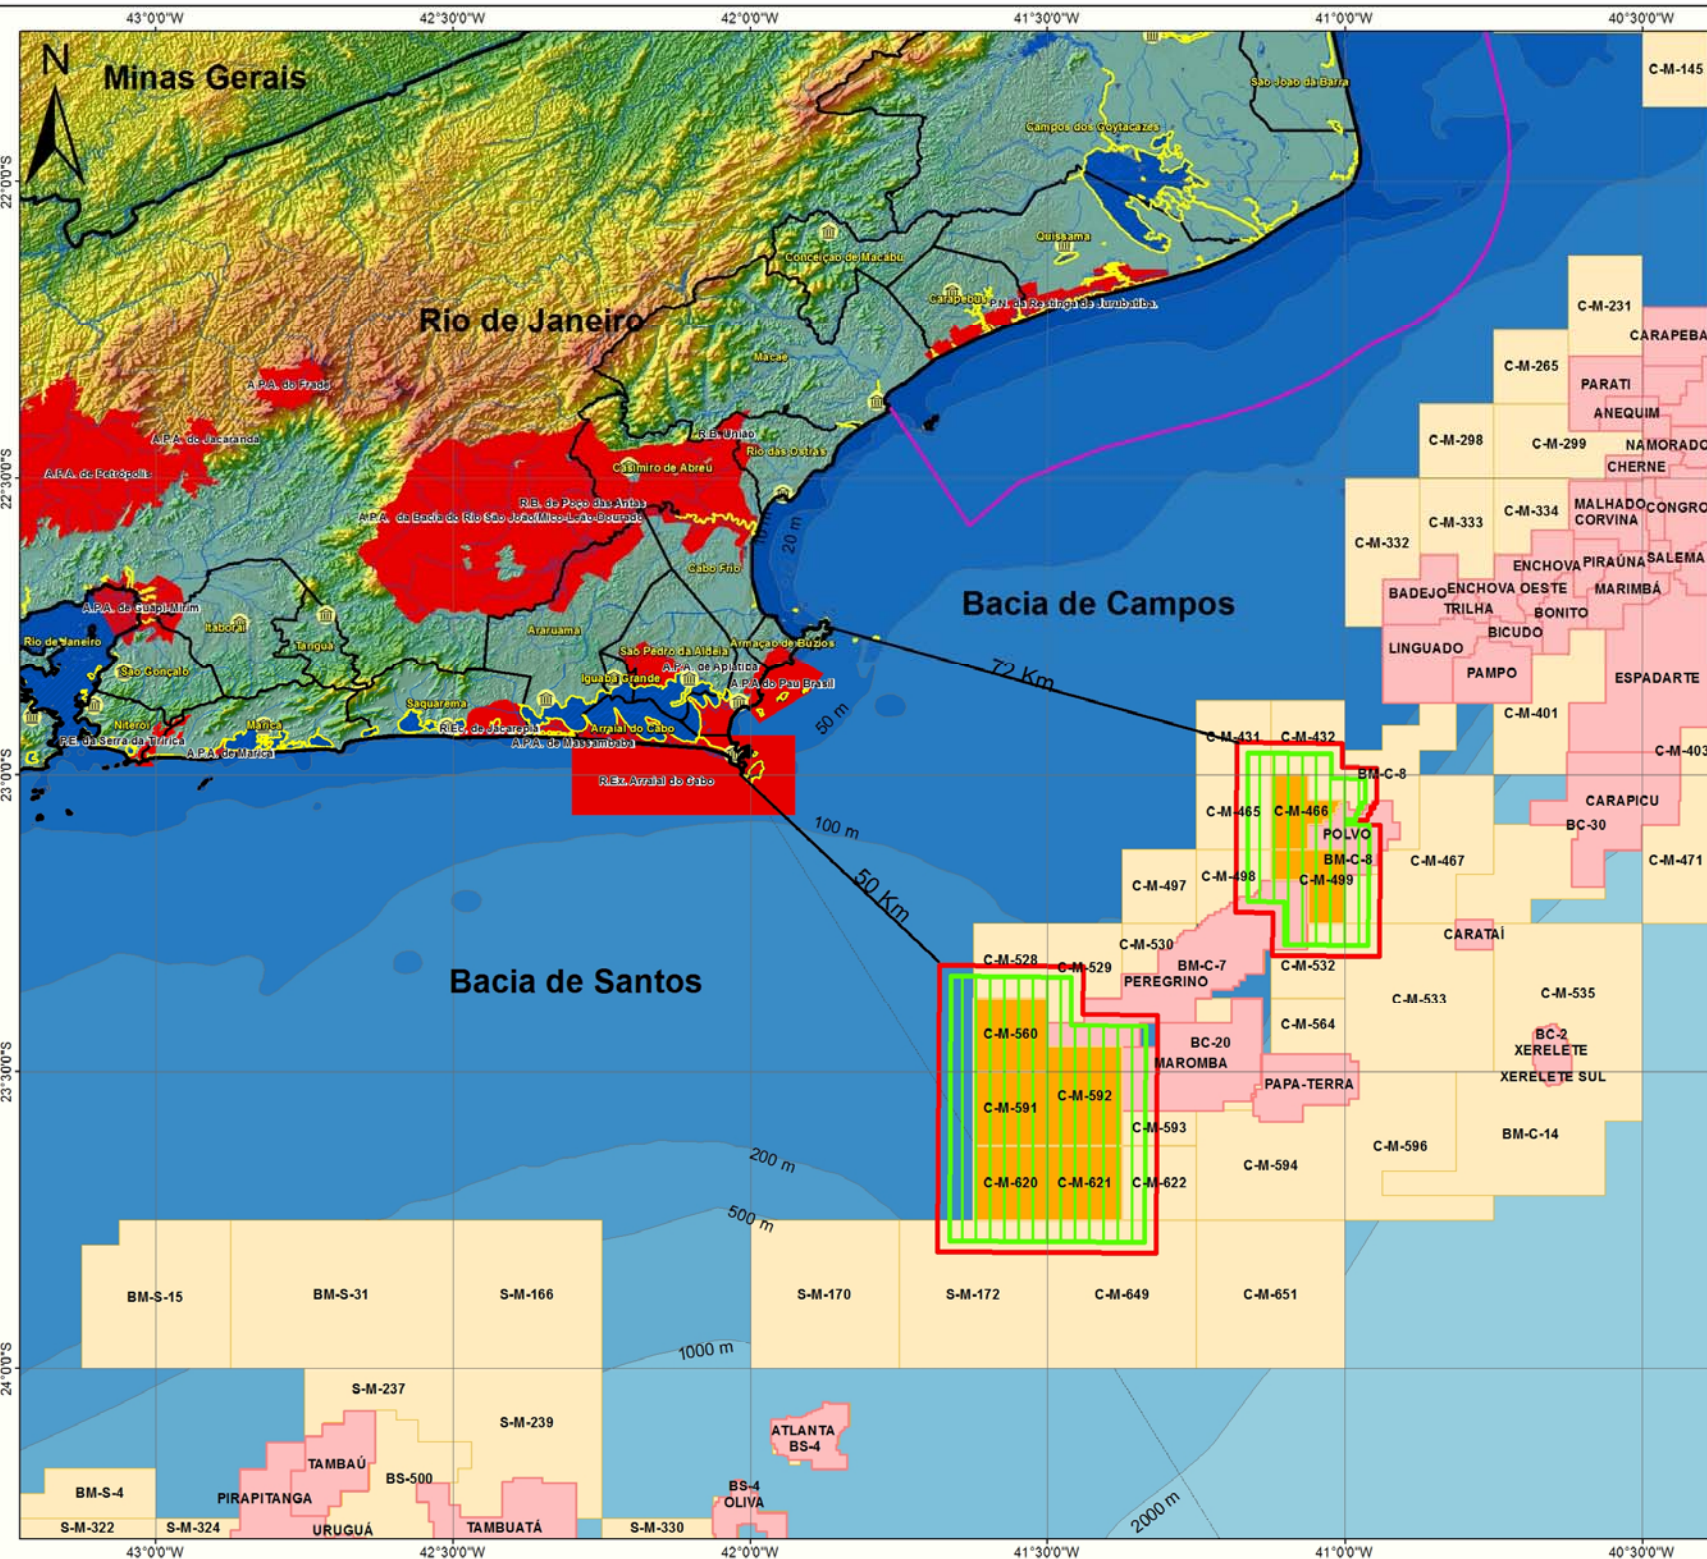 43°0'0"W
42°30'0"W
42°0'0"W
41°30'0"W
41°0'0"W
40°30'0"W
N
Minas Gerais
São João da Barra
C-M-145
Campos dos Goytacazes
22°0'0"S
Quissama
Conceição de Macabu
Carapebus
P.N. da Restinga de Jurubatiba.
C-M-231
Rio de Janeiro
CARAPEBA
Macaé
C-M-265
A.P.A. do Frade
PARATI
ANEQUIM
A.P.A. do Jacarandá
R.B. União
C-M-298
C-M-299
NAMORADO
Rio das Ostras
A.P.A. de Petrópolis
Casimiro de Abreu
CHERNE
22°30'0"S
R.B. de Poço das Antas
A.P.A. da Bacia do Rio São João/Mico-Leão-Dourado
C-M-333
C-M-334
MALHADO
CONGRO
CORVINA
10 m
20 m
C-M-332
Cabo Frio
ENCHOVA
PIRAÚNA
SALEMA
BADEJO
ENCHOVA OESTE
MARIMBÁ
A.P.A. de Guapi-Mirim
Bacia de Campos
TRILHA
BONITO
Itaboraí
Araruama
BICUDO
Rio de Janeiro
Tanguá
Armação de Búzios
São Pedro da Aldeia
LINGUADO
São Gonçalo
A.P.A. de Apiatiba
72 Km
PAMPO
Iguaba Grande
A.P.A do Pau Brasil
ESPADARTE
Saquarema
50 m
C-M-401
Niterói
Maricá
R.Ec. de Jacarepiá
Arraial do Cabo
P.E. da Serra da Tiririca
A.P.A. de Massambaba
C-M-431
C-M-432
A.P.A. de Maricá
C-M-403
23°0'0"S
R.Ex. Arraial do Cabo
BM-C-8
CARAPICU
C-M-465
C-M-466
BC-30
100 m
POLVO
BM-C-8
C-M-467
C-M-471
50 Km
C-M-497
C-M-498
C-M-499
CARATAÍ
C-M-530
C-M-528
C-M-529
BM-C-7
C-M-532
Bacia de Santos
PEREGRINO
C-M-533
C-M-535
C-M-560
C-M-564
BC-20
BC-2
MAROMBA
XERELETE
23°30'0"S
PAPA-TERRA
XERELETE SUL
C-M-591
C-M-592
C-M-593
BM-C-14
C-M-596
200 m
C-M-594
C-M-620
C-M-621
C-M-622
500 m
BM-S-15
BM-S-31
S-M-166
S-M-170
S-M-172
C-M-649
C-M-651
1000 m
24°0'0"S
S-M-237
S-M-239
ATLANTA
BS-4
TAMBAÚ
BS-500
BM-S-4
PIRAPITANGA
BS-4
OLIVA
2000 m
S-M-322
S-M-324
URUGUÁ
TAMBUATÁ
S-M-330
43°0'0"W
42°30'0"W
42°0'0"W
41°30'0"W
41°0'0"W
40°30'0"W